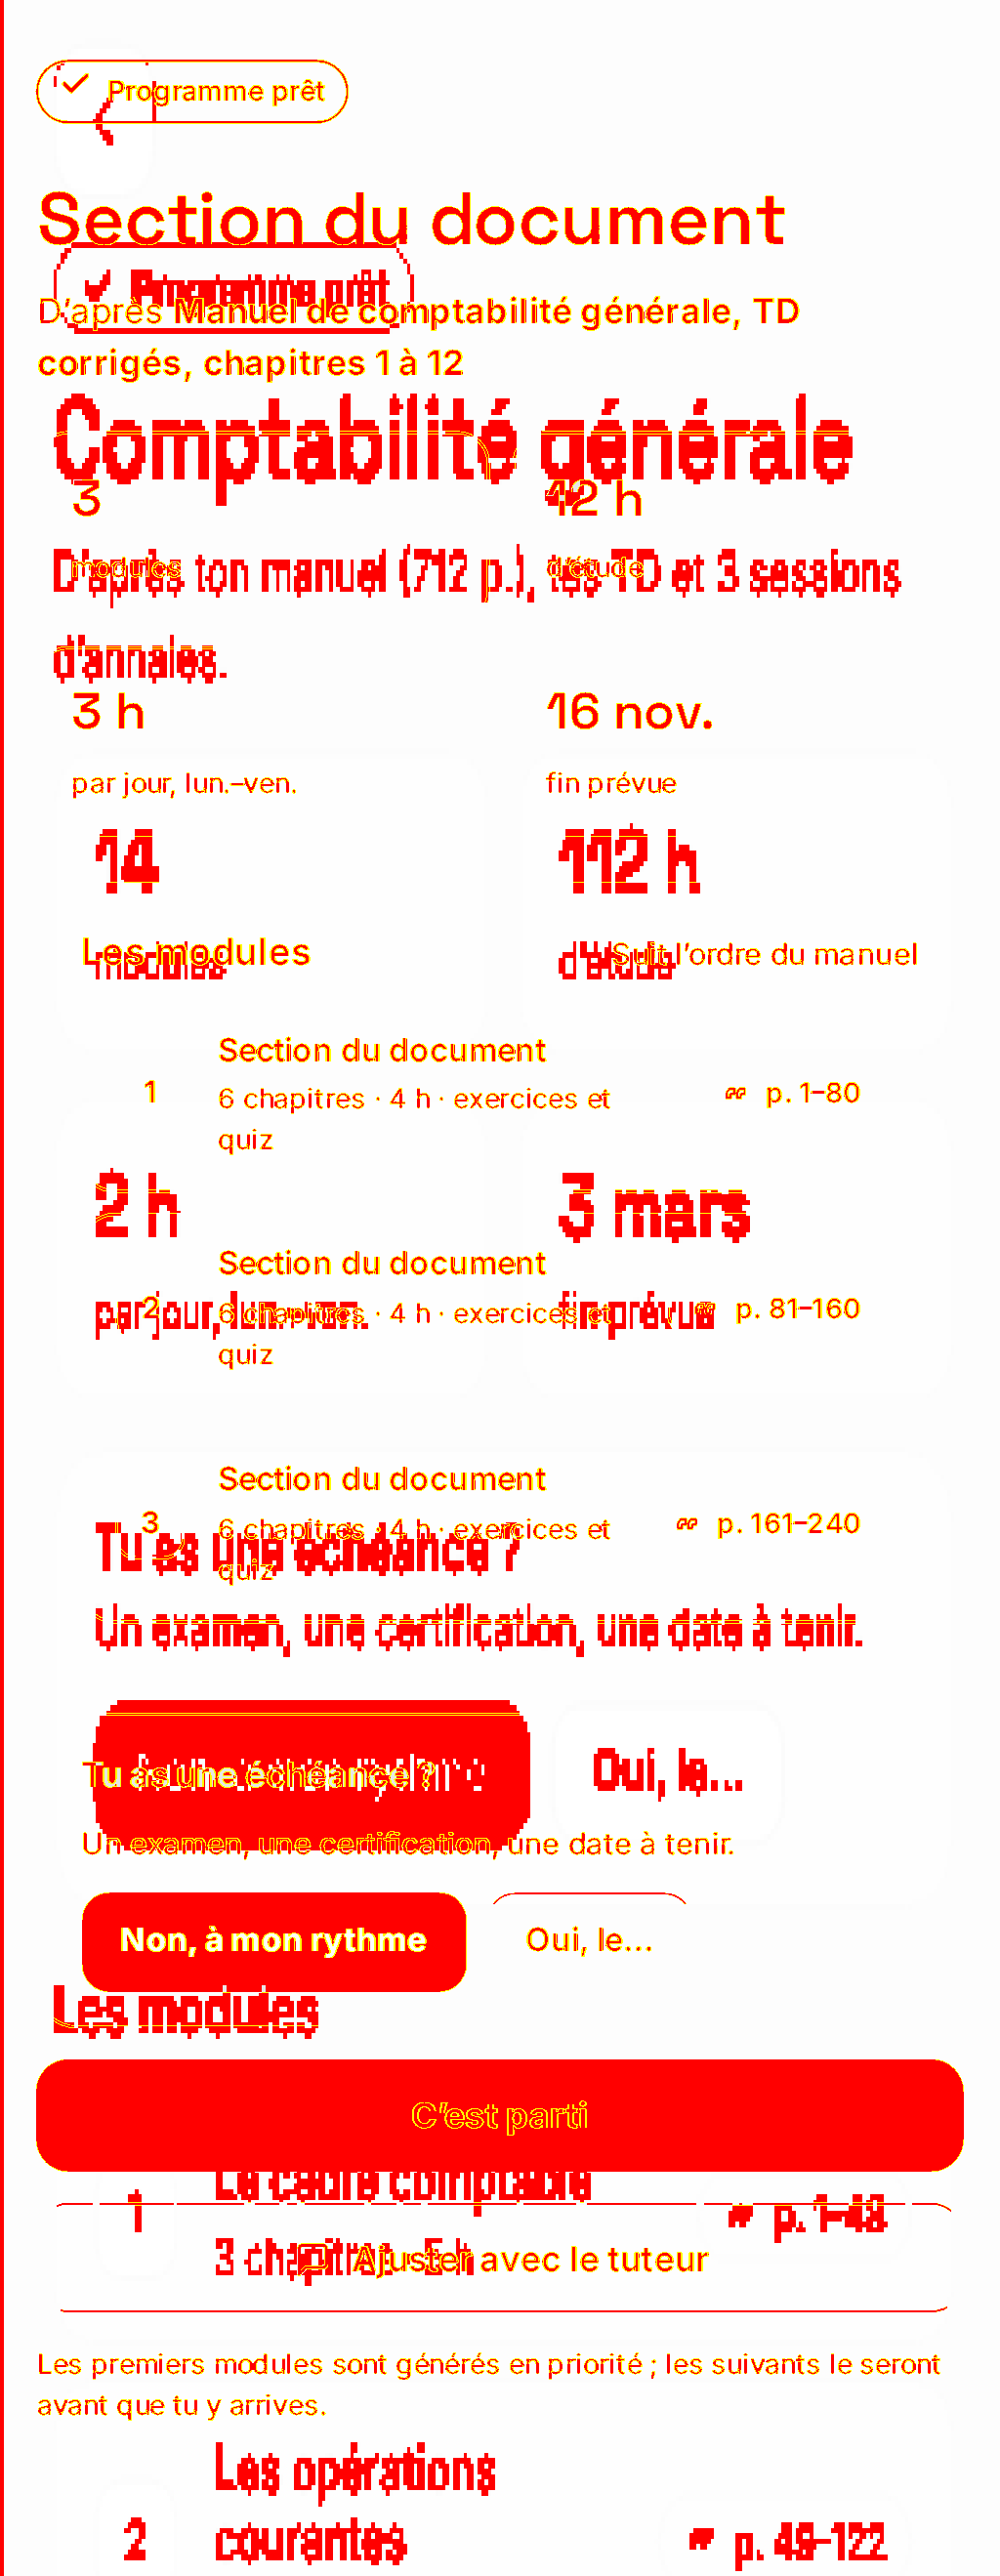 Programme prêt
Section du document
Programme prêt
D’après Manuel de comptabilité générale, TD
corrigés, chapitres 1 à 12
Comptabilité générale
3
12 h
modules
d’étude
D’après ton manuel (712 p.), tes TD et 3 sessions
d’annales.
3 h
16 nov.
par jour, lun.–ven.
fin prévue
14
112 h
Les modules
Suit l’ordre du manuel
modules
d’étude
Section du document
1
6 chapitres · 4 h · exercices et
quiz
p. 1–80
2 h
3 mars
Section du document
2
6 chapitres · 4 h · exercices et
quiz
p. 81–160
par jour, lun.–ven.
fin prévue
Section du document
3
6 chapitres · 4 h · exercices et
quiz
p. 161–240
Tu as une échéance ?
Un examen, une certification, une date à tenir.
Oui, le...
Tu as une échéance ?
Un examen, une certification, une date à tenir.
Non, à mon rythme
Oui, le...
Les modules
C’est parti
Le cadre comptable
1
p. 1–48
3 chapitres · 5 h
Ajuster avec le tuteur
Les premiers modules sont générés en priorité ; les suivants le seront
avant que tu y arrives.
Les opérations
courantes
2
p. 49–122